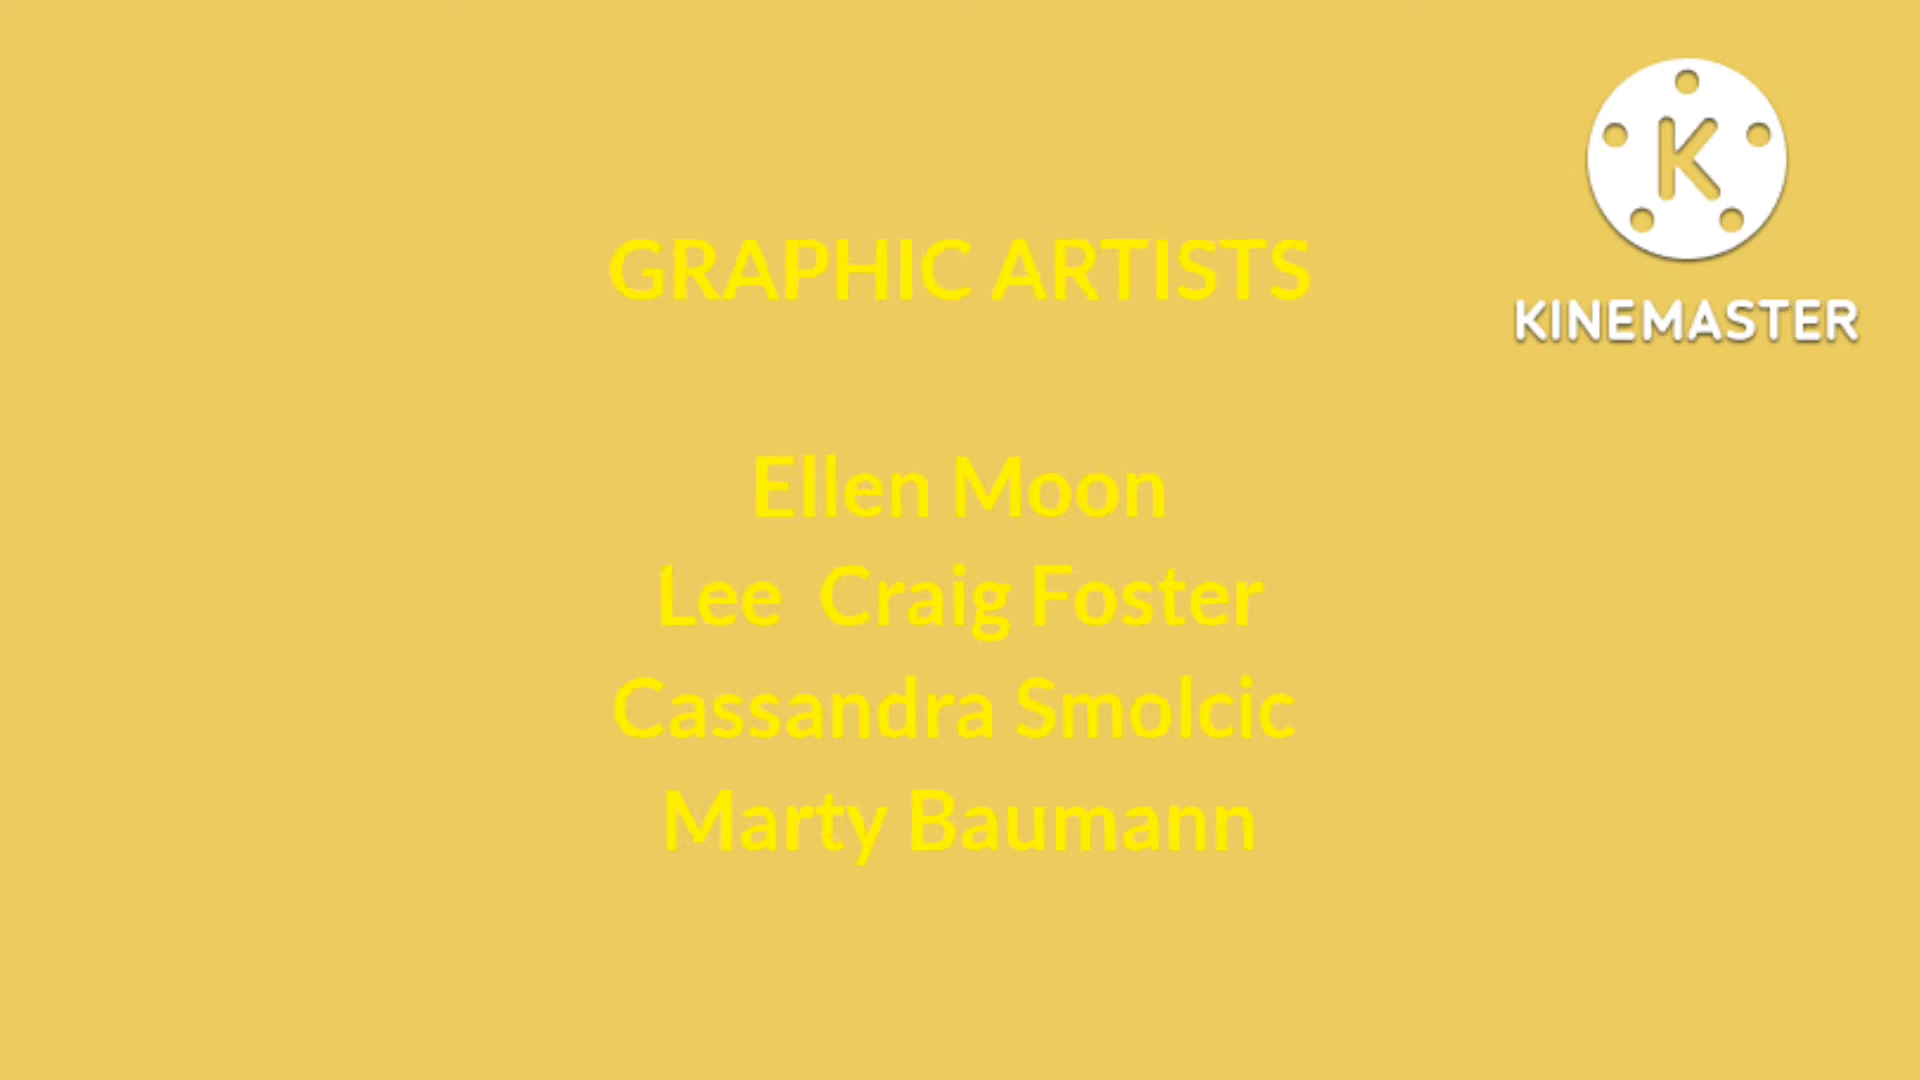 K
KINEMASTER
GRAPHIC ARTISTS
Ellen Moon
Lee  Craig Foster
Cassandra Smolcic
Marty Baumann